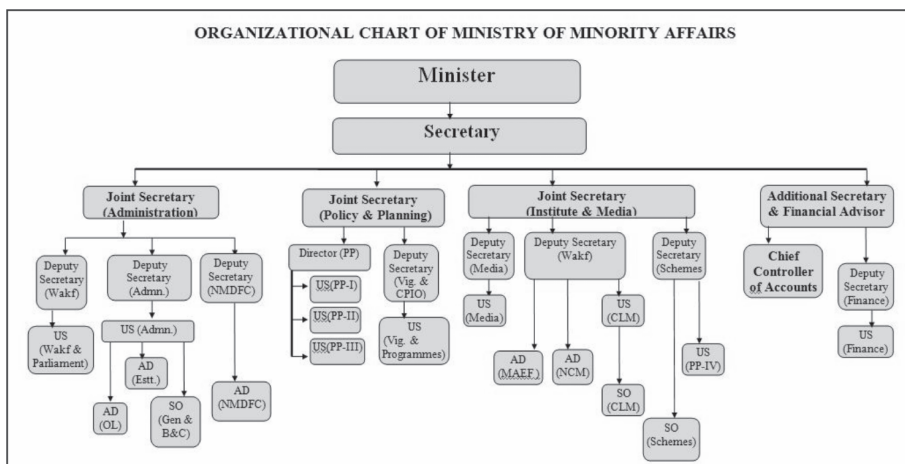 ORGANIZATIONAL CHART OF MINISTRY OF MINORITY AFFAIRS
Minister
Secretary
Joint Secretary
(Administration)
Joint Secretary
(Policy & Planning)
Joint Secretary
(Institute & Media)
Additional Secretary
& Financial Advisor
Deputy
Secretary
(Wakf)
Deputy
Secretary
(Admn.)
Deputy
Secretary
(NMDFC)
Director (PP)
Deputy
Secretary
(Vig. &
CPIO)
Deputy
Secretary
(Media)
Deputy Secretary
(Wakf)
Deputy
Secretary
(Schemes)
Chief
Controller
of Accounts
Deputy
Secretary
(Finance)
US
(Wakf &
Parliament)
US (Admn.)
AD
(Estt.)
AD
(OL)
SO
(Gen &
B&C)
AD
(NMDFC)
US(PP-I)
US(PP-II)
US(PP-III)
US
(Vig. &
Programmes)
US
(Media)
AD
(MAEF)
AD
(NCM)
US
(CLM)
SO
(CLM)
US
(PP-IV)
SO
(Schemes)
US
(Finance)